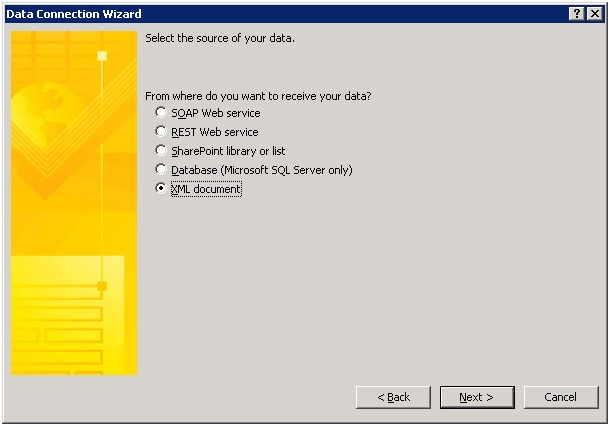 Data Connection Wizard
Select the source of your data.
From where do you want to receive your data?
SOAP Web service
REST Web service
SharePoint library or list
Database (Microsoft SQL Server only)
XML document
< Back Next > Cancel